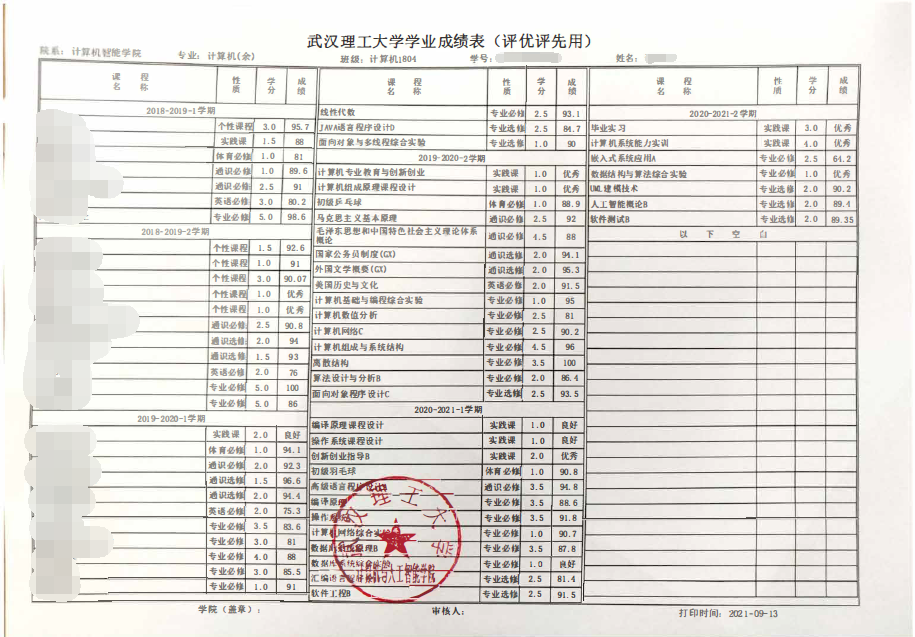 武汉理工大学学业成绩表（评优评先用）
院系: 计算机智能学院 专业: 计算机(余) 班级: 计算机1804 学号: 姓名:
课程名称 性质 学分 成绩
2018-2019-1学期
个性课程 3.0 95.7
实践课 1.5 88
体育必修 1.0 81
通识必修 1.0 89.6
通识必修 2.5 91
英语必修 3.0 80.2
专业必修 5.0 98.6
2018-2019-2学期
个性课程 1.5 92.6
个性课程 1.0 91
个性课程 3.0 90.07
个性课程 1.0 优秀
个性课程 1.0 优秀
通识必修 2.5 90.8
通识选修 2.0 94
通识选修 1.5 93
英语必修 2.0 76
专业必修 5.0 100
专业必修 5.0 86
2019-2020-1学期
实践课 2.0 良好
体育必修 1.0 94.1
通识必修 2.0 92.3
通识选修 1.5 96.6
通识选修 2.0 94.4
英语必修 2.0 75.3
专业必修 3.5 83.6
专业必修 3.0 81
专业必修 4.0 88
专业必修 3.0 85.5
专业必修 1.0 91
课程名称 性质 学分 成绩
线性代数 专业必修 2.5 93.1
JAVA语言程序设计D 专业选修 2.5 84.7
面向对象与多线程综合实验 专业选修 1.0 90
2019-2020-2学期
计算机专业教育与创新创业 实践课 1.0 优秀
计算机组成原理课程设计 实践课 1.0 优秀
初级乒乓球 体育必修 1.0 88.9
马克思主义基本原理 通识必修 2.5 92
毛泽东思想和中国特色社会主义理论体系概论 通识必修 4.5 88
国家公务员制度(GX) 通识选修 2.0 94.1
外国文学概要(GX) 通识选修 2.0 95.3
美国历史与文化 英语必修 2.0 91.5
计算机基础与编程综合实验 专业必修 1.0 95
计算机数值分析 专业必修 2.5 81
计算机网络C 专业必修 2.5 90.2
计算机组成与系统结构 专业必修 4.5 96
离散结构 专业必修 3.5 100
算法设计与分析B 专业必修 2.0 86.4
面向对象程序设计C 专业选修 2.5 93.5
2020-2021-1学期
编译原理课程设计 实践课 1.0 良好
操作系统课程设计 实践课 1.0 良好
创新创业指导B 实践课 2.0 优秀
初级羽毛球 体育必修 1.0 90.8
高级语言程序设计 通识必修 3.5 94.8
编译原理 专业必修 3.5 88.6
操作系统 专业必修 3.5 91.8
计算机网络综合实验 专业必修 1.0 90.7
数据库系统原理B 专业必修 3.5 87.8
数据库系统综合实验 专业必修 1.0 良好
汇编语言程序设计 专业选修 2.5 81.4
软件工程B 专业选修 2.5 91.5
课程名称 性质 学分 成绩
2020-2021-2学期
毕业实习 实践课 3.0 优秀
计算机系统能力实训 实践课 4.0 优秀
嵌入式系统应用A 专业必修 2.5 64.2
数据结构与算法综合实验 专业必修 1.0 优秀
UML建模技术 专业选修 2.0 90.2
人工智能概论B 专业选修 2.0 89.4
软件测试B 专业选修 2.0 89.35
以下空白
武汉理工大学
学院（盖章）: 审核人: 打印时间: 2021-09-13